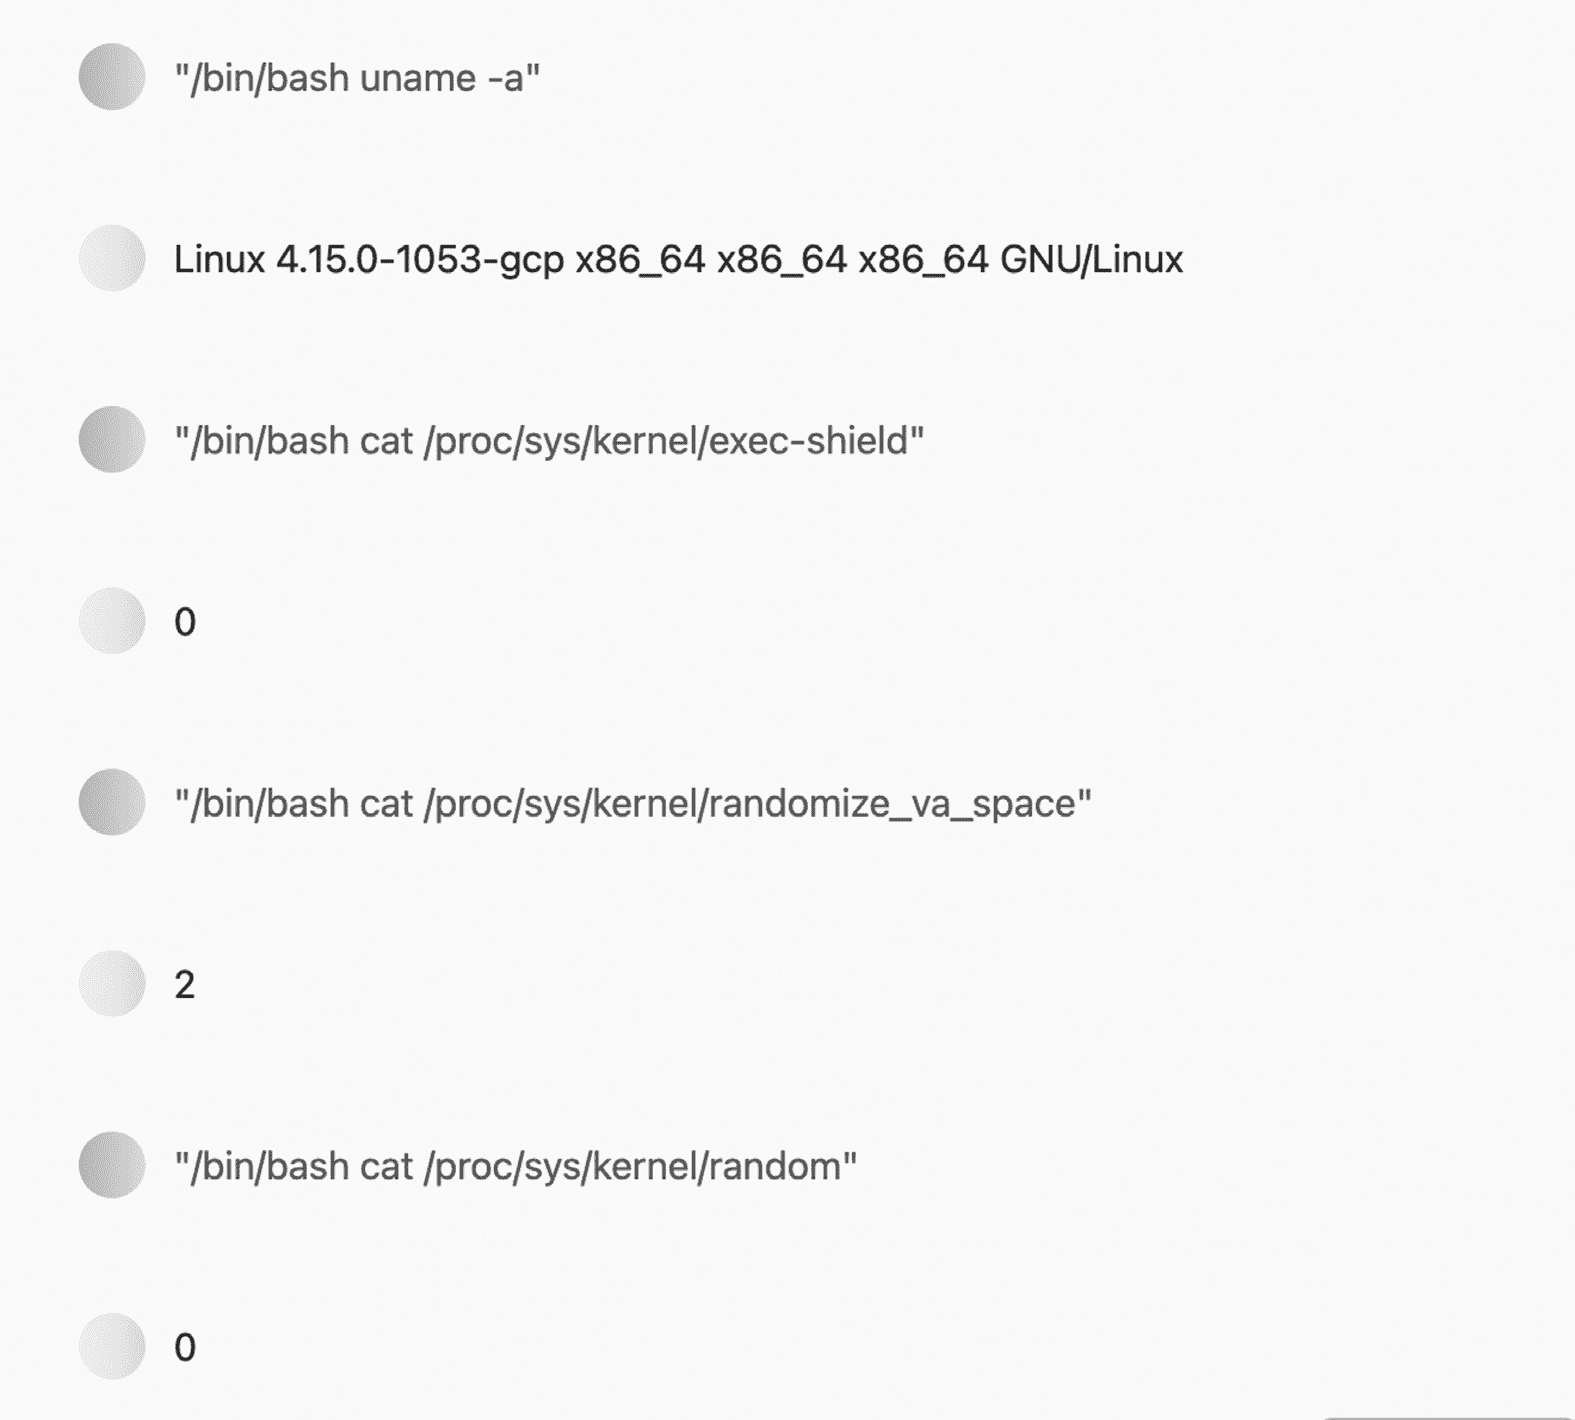 "/bin/bash uname -a"
Linux 4.15.0-1053-gcp x86_64 x86_64 x86_64 GNU/Linux
"/bin/bash cat /proc/sys/kernel/exec-shield"
0
"/bin/bash cat /proc/sys/kernel/randomize_va_space"
2
"/bin/bash cat /proc/sys/kernel/random"
0